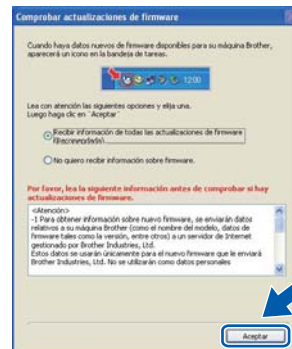 Comprobar actualizaciones de firmware
Cuando haya datos nuevos de firmware disponibles para su máquina Brother,
aparecerá un icono en la bandeja de tareas.
1200
Lea con atención las siguientes opciones y elija una.
Luego haga clic en "Aceptar"
Recibir información de todas las actualizaciones de firmware
(Recomendado).
No quiero recibir información sobre firmware.
Por favor, lea la siguiente información antes de comprobar si hay
actualizaciones de firmware.
<Atención>
-1 Para obtener información sobre nuevo firmware, se enviarán datos
relativos a su máquina Brother (como el nombre del modelo, datos de
firmware tales como la versión, entre otros) a un servidor de Internet
gestionado por Brother Industries, Ltd.
Estos datos se usarán únicamente para el nuevo firmware que le enviará
Brother Industries, Ltd. No se utilizarán como datos personales
Aceptar